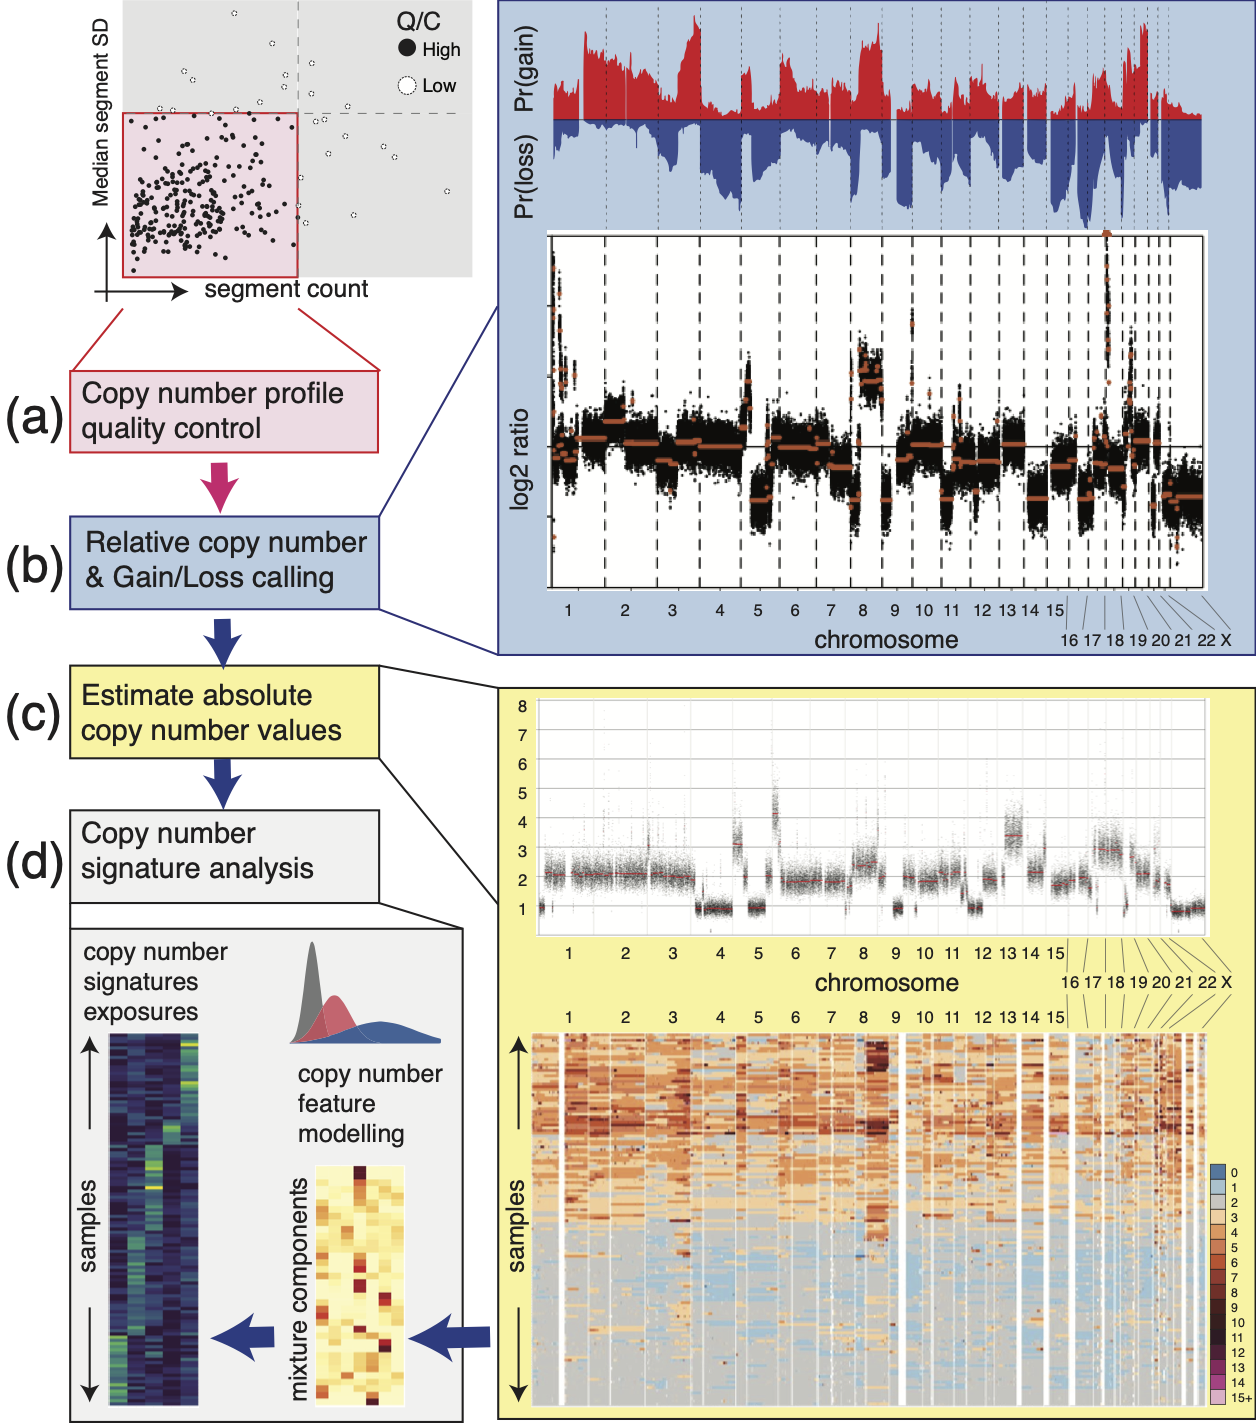 Median segment SD
Q/C
High
Low
segment count
(a)
Copy number profile
quality control
(b)
Relative copy number
& Gain/Loss calling
(c)
Estimate absolute
copy number values
(d)
Copy number
signature analysis
Pr(gain)
Pr(loss)
log2 ratio
1 2 3 4 5 6 7 8 9 10 11 12 13 14 15
16 17 18 19 20 21 22 X
chromosome
8
7
6
5
4
3
2
1
1 2 3 4 5 6 7 8 9 10 11 12 13 14 15
16 17 18 19 20 21 22 X
chromosome
1 2 3 4 5 6 7 8 9 10 11 12 13 14 15
samples
0
1
2
3
4
5
6
7
8
9
10
11
12
13
14
15+
copy number
signatures
exposures
samples
copy number
feature
modelling
mixture components